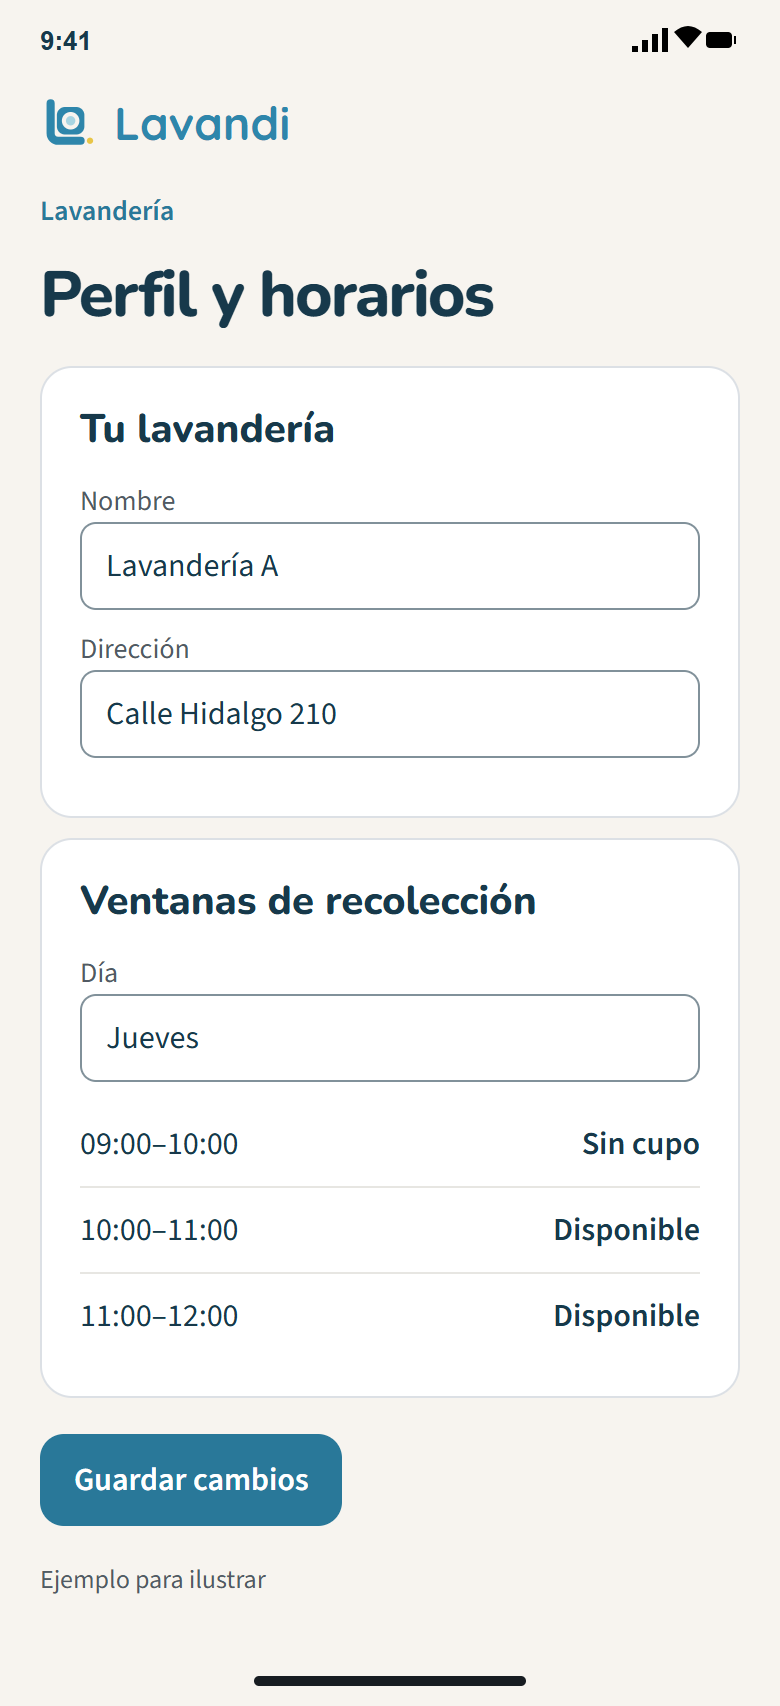 9:41
Lavandi
Lavandería
Perfil y horarios
Tu lavandería
Nombre
Lavandería A
Dirección
Calle Hidalgo 210
Ventanas de recolección
Día
Jueves
09:00–10:00 Sin cupo
10:00–11:00 Disponible
11:00–12:00 Disponible
Guardar cambios
Ejemplo para ilustrar